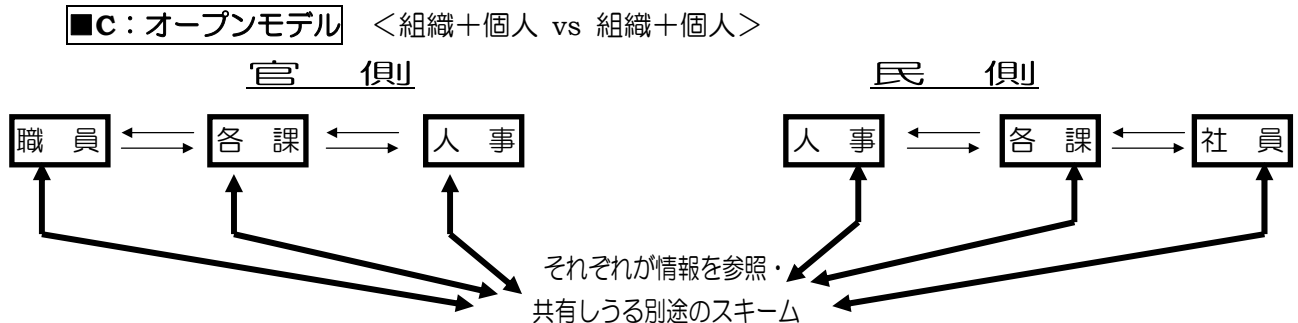 ■C：オープンモデル ＜組織＋個人 vs 組織＋個人＞
官 側 民 側
職 員 各 課 人 事 人 事 各 課 社 員
それぞれが情報を参照・
共有しうる別途のスキーム